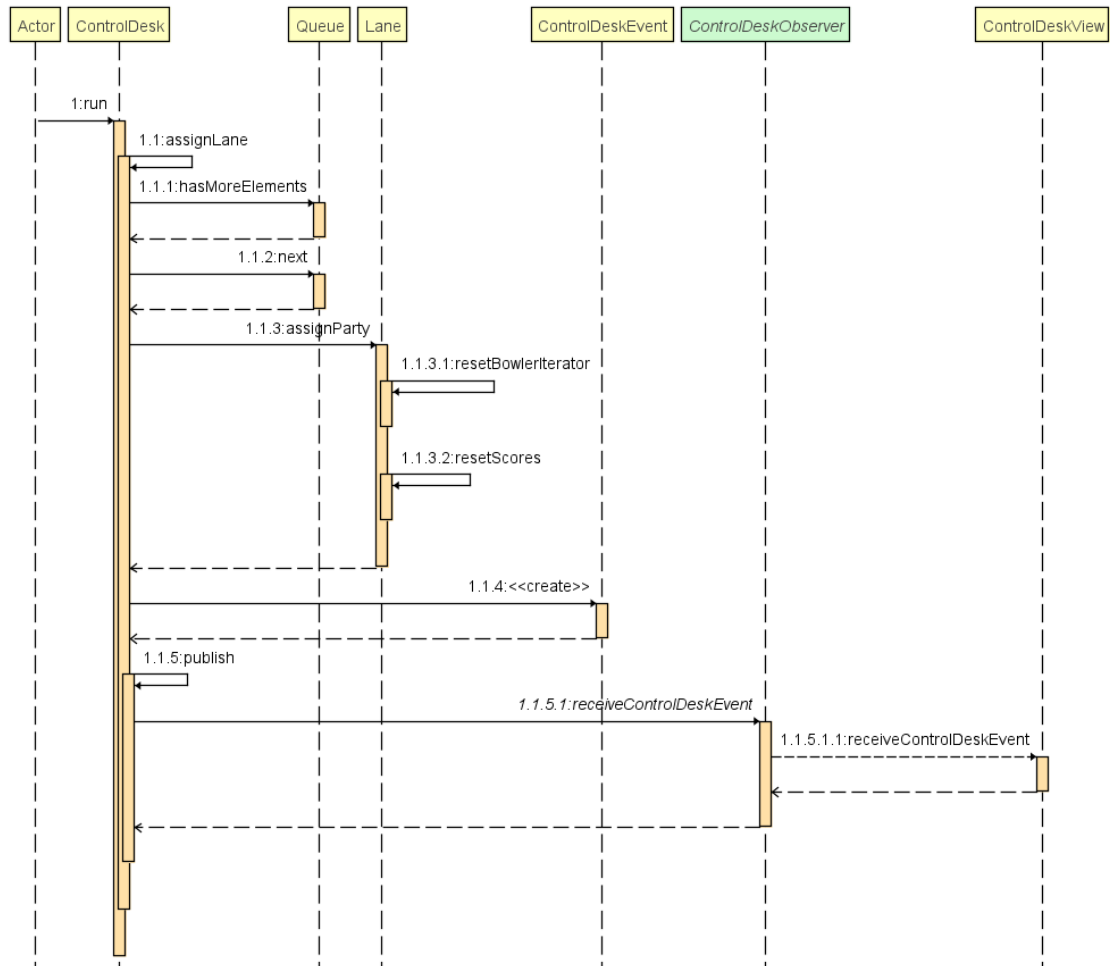 Actor
ControlDesk
Queue
Lane
ControlDeskEvent
ControlDeskObserver
ControlDeskView
1:run
1.1:assignLane
1.1.1:hasMoreElements
1.1.2:next
1.1.3:assignParty
1.1.3.1:resetBowlerIterator
1.1.3.2:resetScores
1.1.4:<<create>>
1.1.5:publish
1.1.5.1:receiveControlDeskEvent
1.1.5.1.1:receiveControlDeskEvent